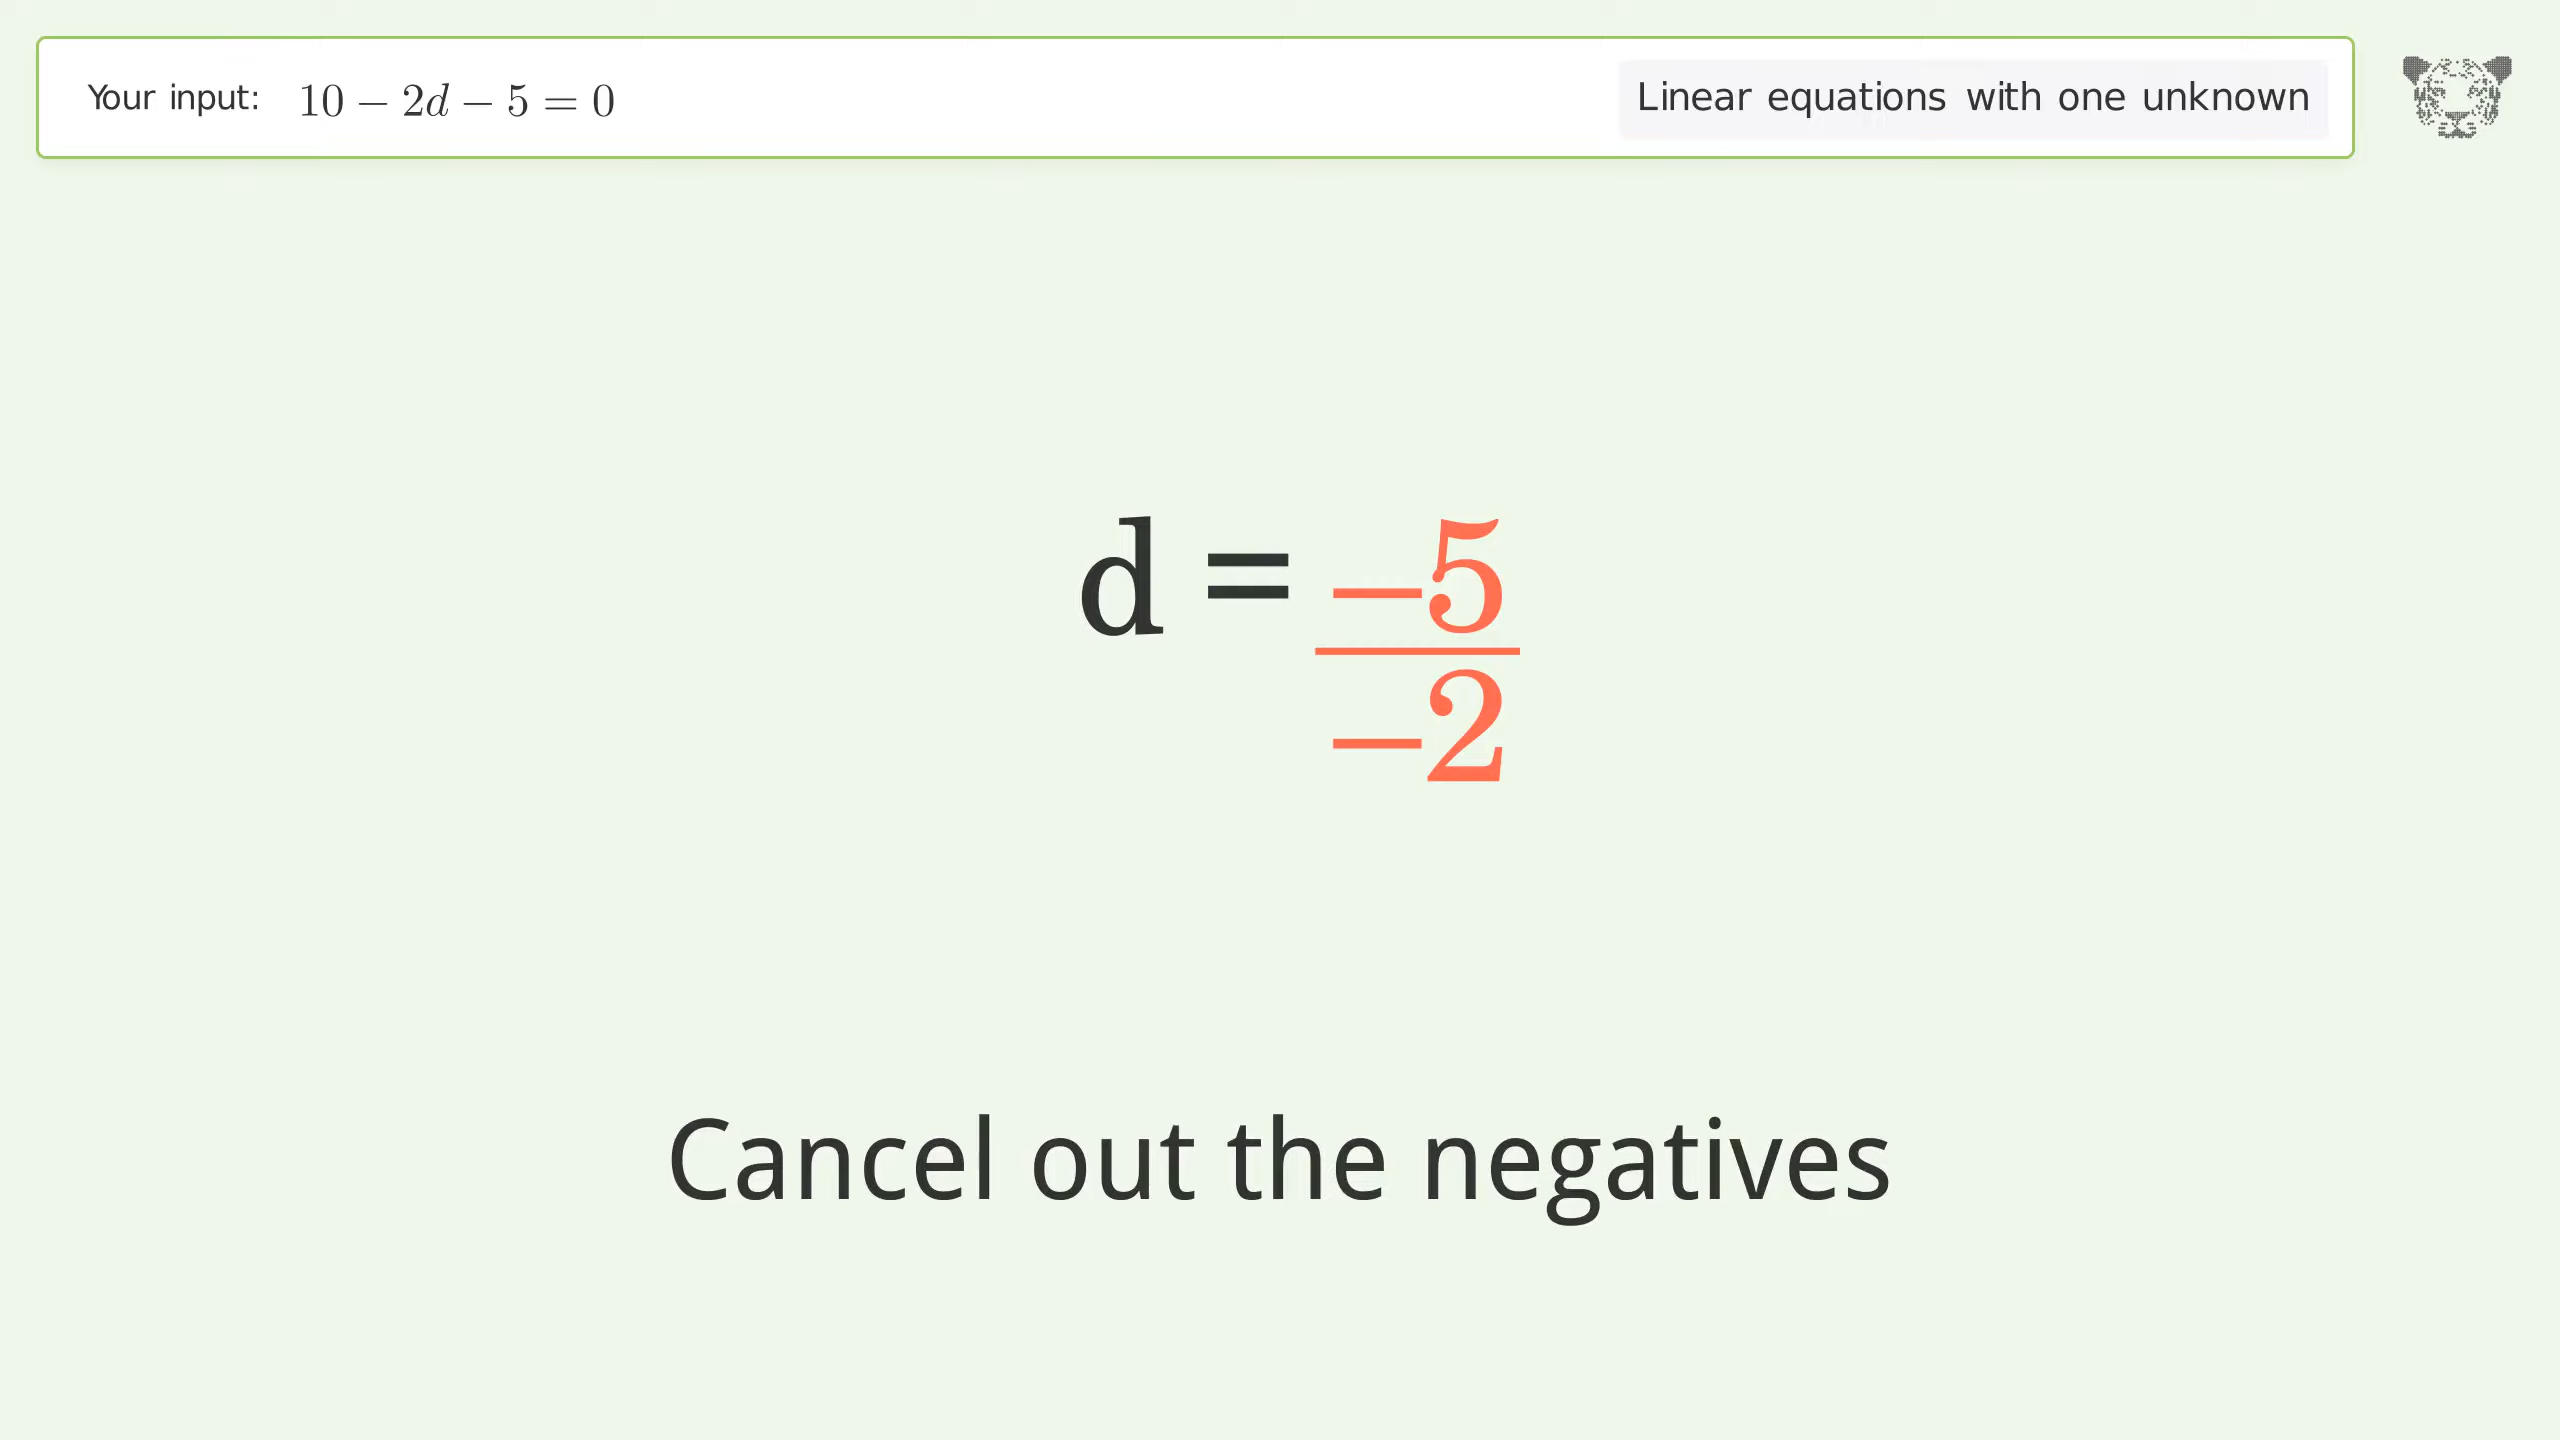 Your input: 10 − 2d − 5 = 0
Linear equations with one unknown
d = −5/−2
Cancel out the negatives